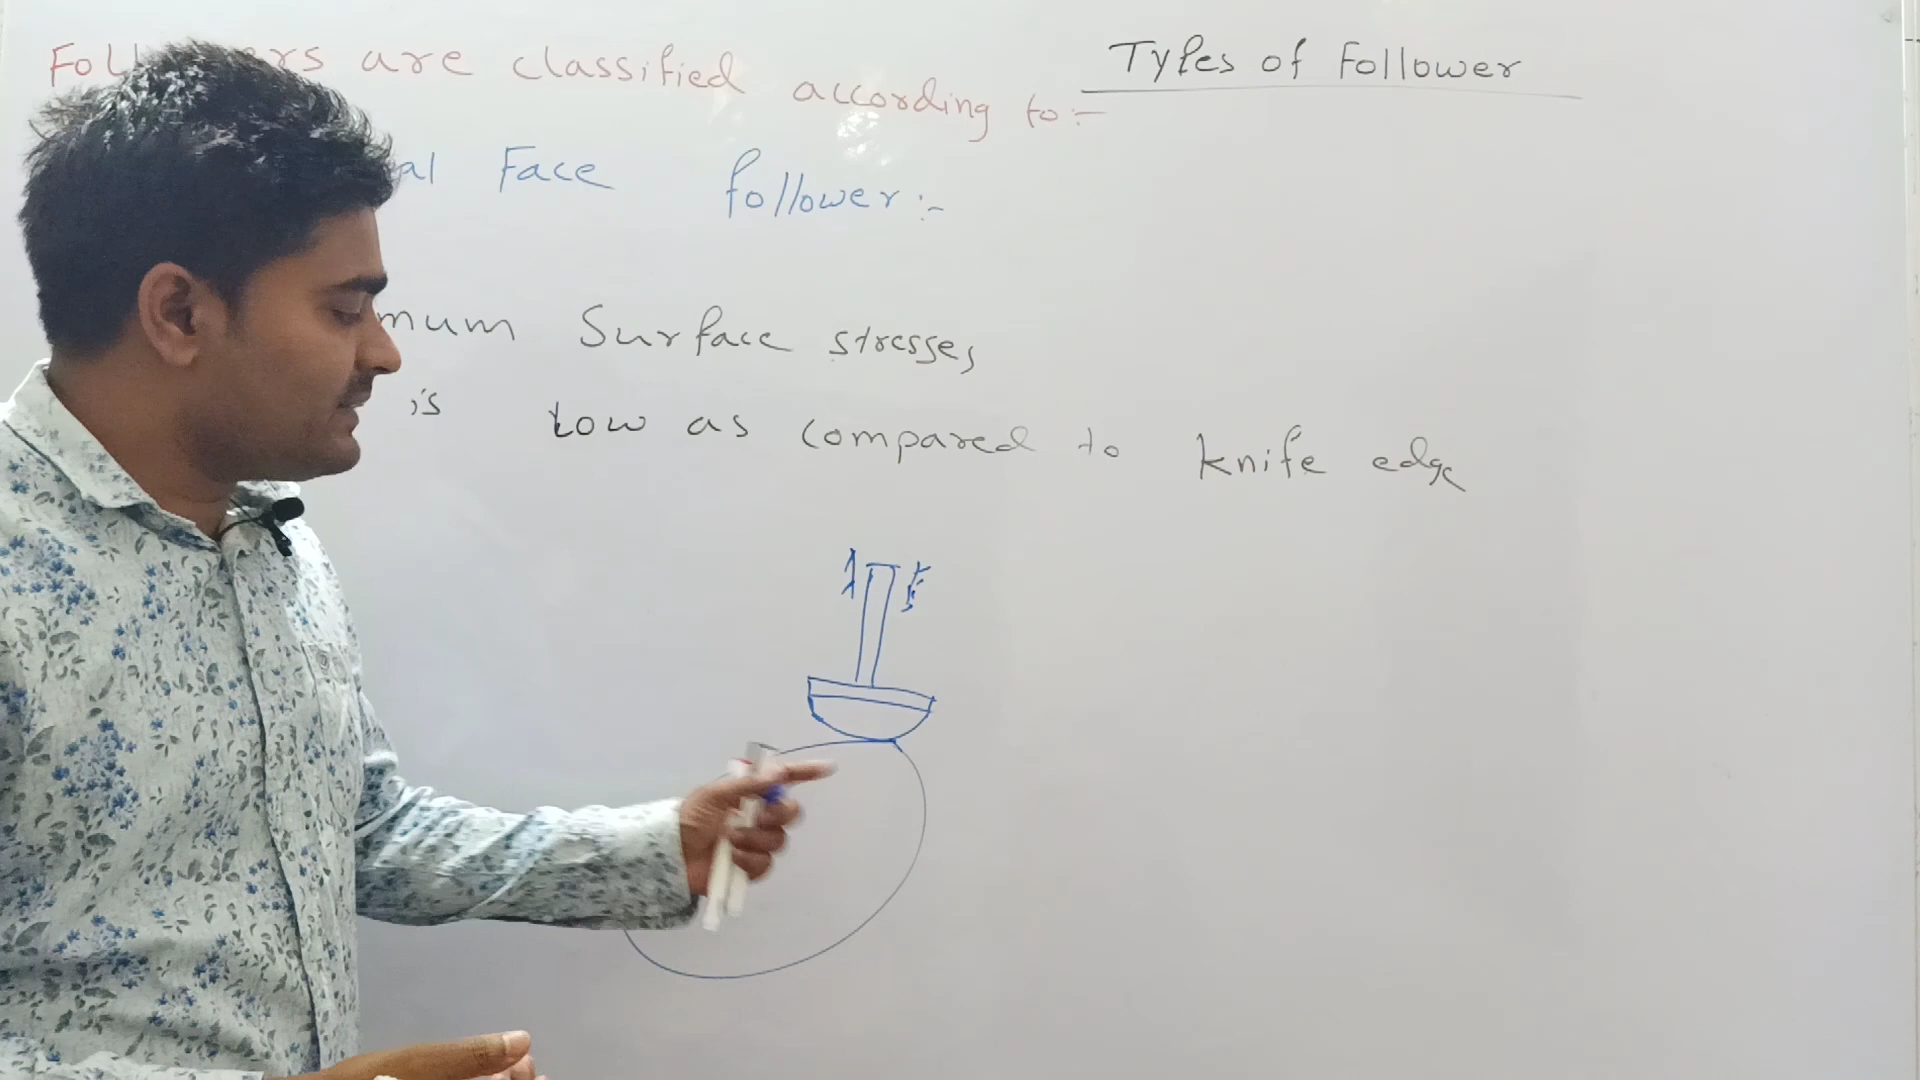 Types of Follower
Followers are classified according to:-
al Face follower:-
mum Surface stresses
is Low as compared to knife edge